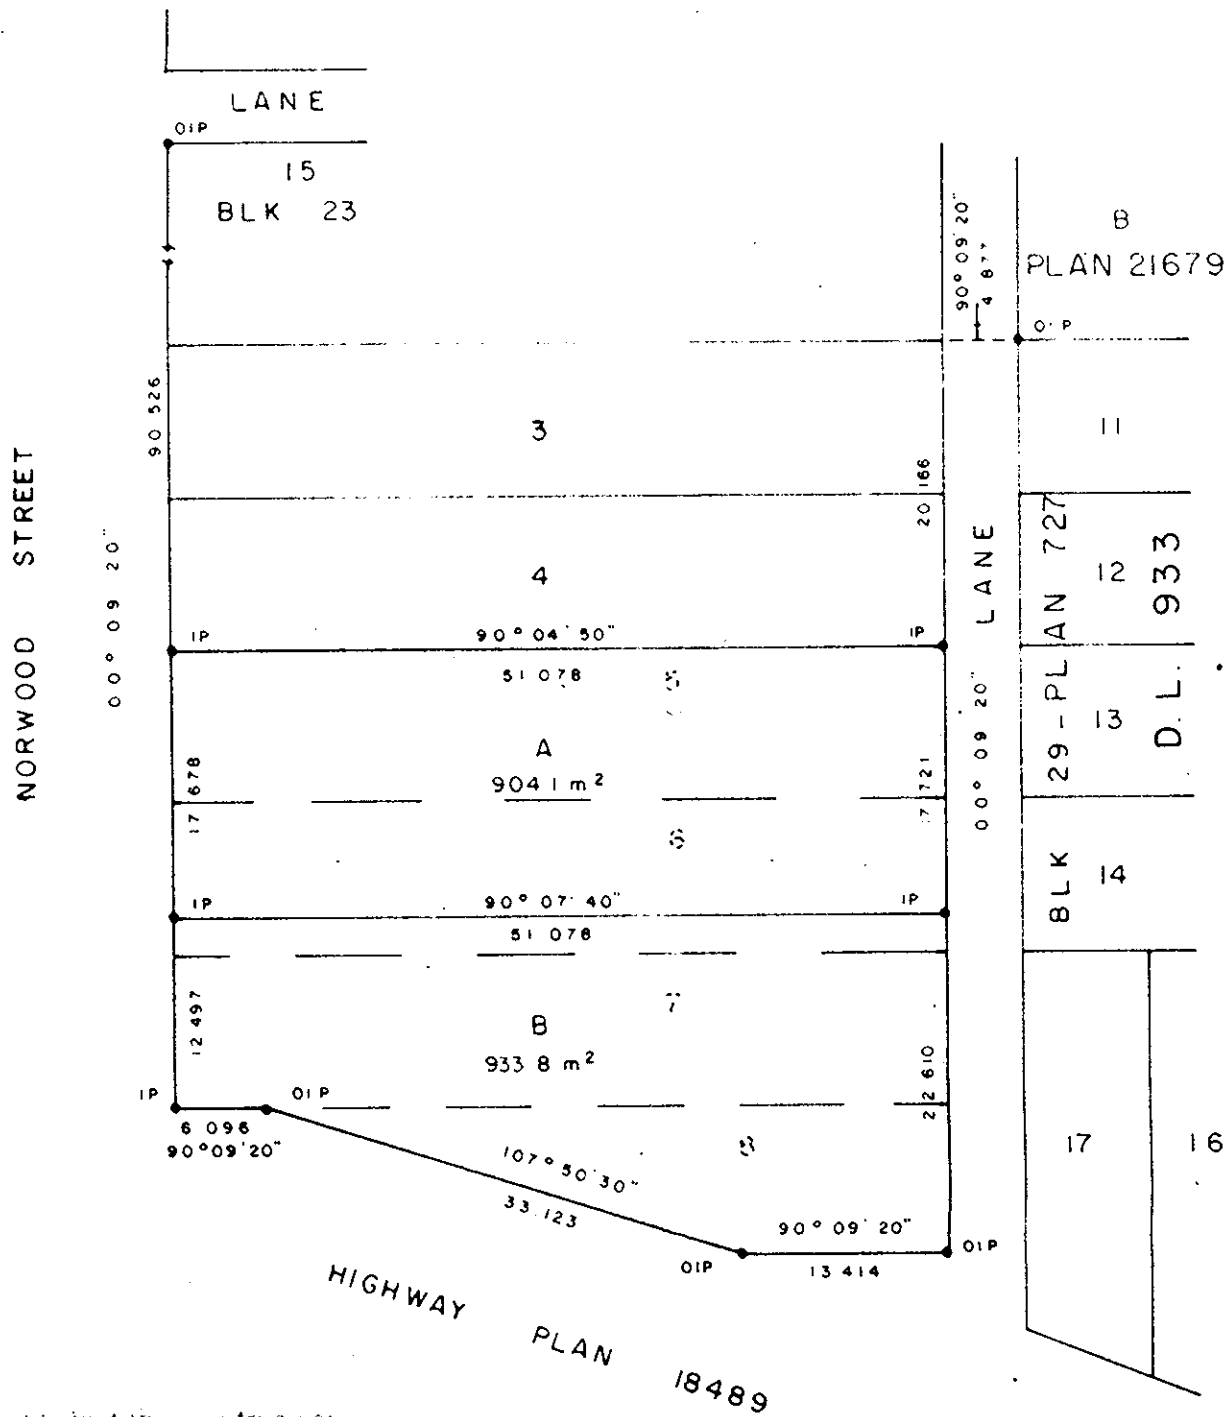 LANE
OIP
15
BLK 23
B
PLAN 21679
90° 09' 20"
4 877
O I P
90 526
3
11
20 166
NORWOOD STREET
00° 09 20"
4
LANE
12
BLK 29 - PLAN 727
D. L. 933
IP
90° 04' 50"
IP
51 078
5
00° 09 20"
13
A
904 1 m²
17 678
17 721
6
14
IP
90° 07' 40"
IP
51 078
7
12 497
B
933 8 m²
22 610
IP
OIP
6 096
90° 09' 20"
8
17
16
107° 50' 30"
33.123
90° 09' 20"
OIP
OIP
13 414
HIGHWAY PLAN 18489